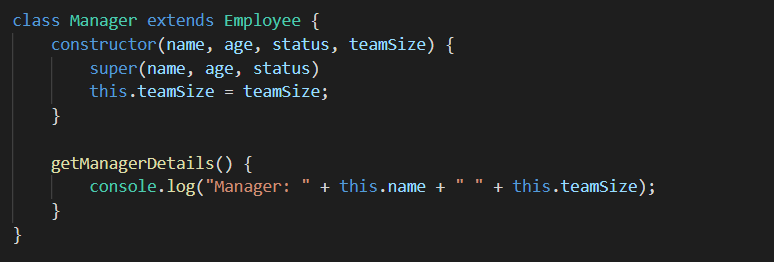 class Manager extends Employee {
    constructor(name, age, status, teamSize) {
        super(name, age, status)
        this.teamSize = teamSize;
    }

    getManagerDetails() {
        console.log("Manager: " + this.name + " " + this.teamSize);
    }
}